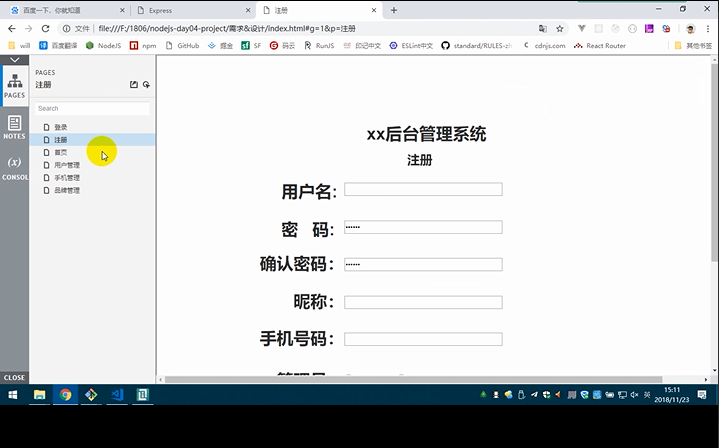 百度一下，你就知道
Express
注册
文件
file:///F:/1806/nodejs-day04-project/需求&设计/index.html#g=1&p=注册
will
百度翻译
NodeJS
npm
GitHub
掘金
SF
码云
RunJS
印记中文
ESLint中文
standard/RULES-zh
cdnjs.com
React Router
其他书签
PAGES
注册
Search
登录
注册
首页
用户管理
手机管理
品牌管理
PAGES
NOTES
(x)
CONSOL
CLOSE
xx后台管理系统
注册
用户名:
密 码：
确认密码：
昵称：
手机号码：
英
15:11
2018/11/23